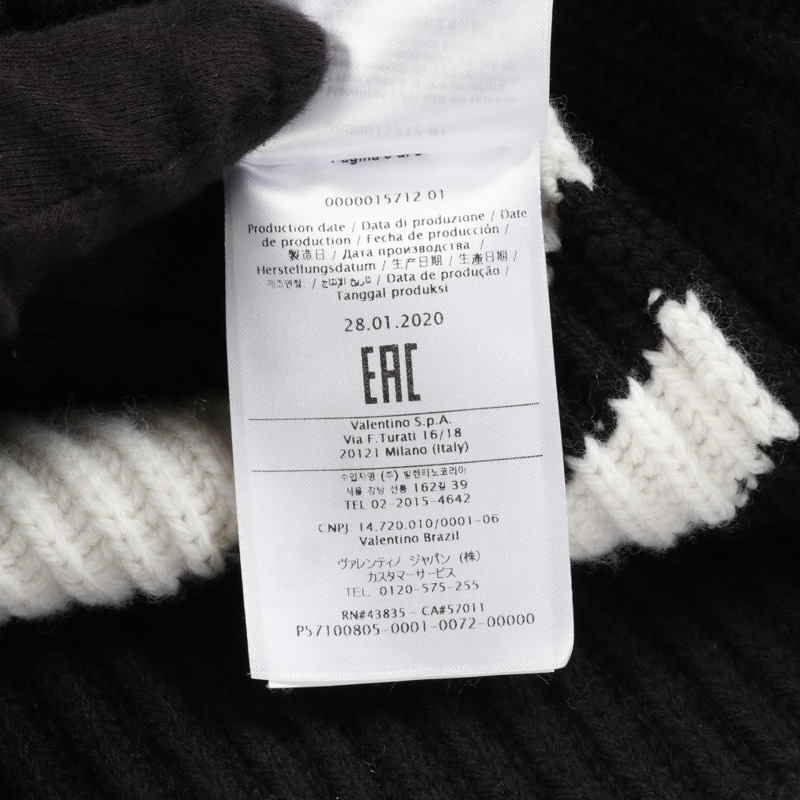 0000015712 01
Production date / Data di produzione / Date
de production / Fecha de producción /
製造日 / Дата производства /
Herstellungsdatum / 生产日期 / 生產日期 /
제조연월: / تاريخ الإنتاج / Data de produção /
Tanggal produksi
28.01.2020
EAC
Valentino S.p.A.
Via F.Turati 16/18
20121 Milano (Italy)
수입자명 (주) 발렌티노코리아
서울 강남 선릉 162길 39
TEL 02-2015-4642
CNPJ 14.720.010/0001-06
Valentino Brazil
ヴァレンティノ ジャパン (株)
カスタマーサービス
TEL 0120-575-255
RN#43835 - CA#57011
P57100805-0001-0072-00000